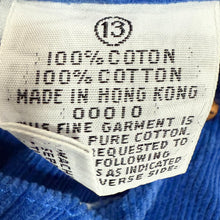 13
100% COTON
100% COTTON
MADE IN HONG KONG
00010
THIS FINE GARMENT IS
PURE COTTON.
REQUESTED TO
FOLLOWING
AS INDICATED
VERSE SIDE: